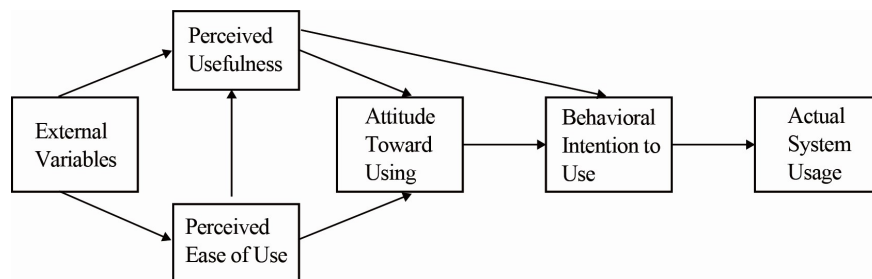 Perceived
Usefulness
External
Variables
Attitude
Toward
Using
Behavioral
Intention to
Use
Actual
System
Usage
Perceived
Ease of Use